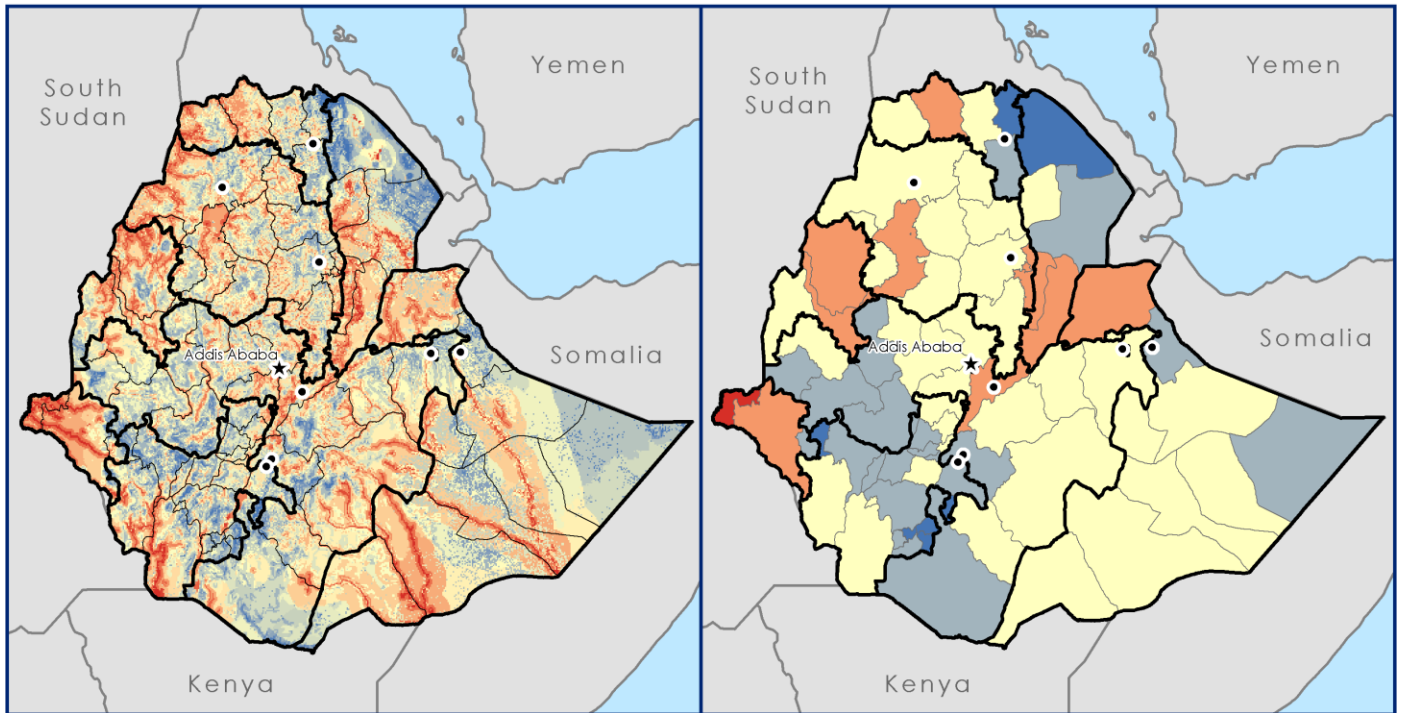 South
Sudan
Yemen
Addis Ababa
Somalia
Kenya
South
Sudan
Yemen
Addis Ababa
Somalia
Kenya